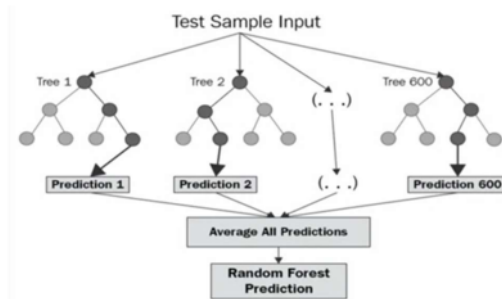 Test Sample Input
Tree 1
Tree 2
(. . .)
Tree 600
Prediction 1
Prediction 2
(. . .)
Prediction 600
Average All Predictions
Random Forest
Prediction